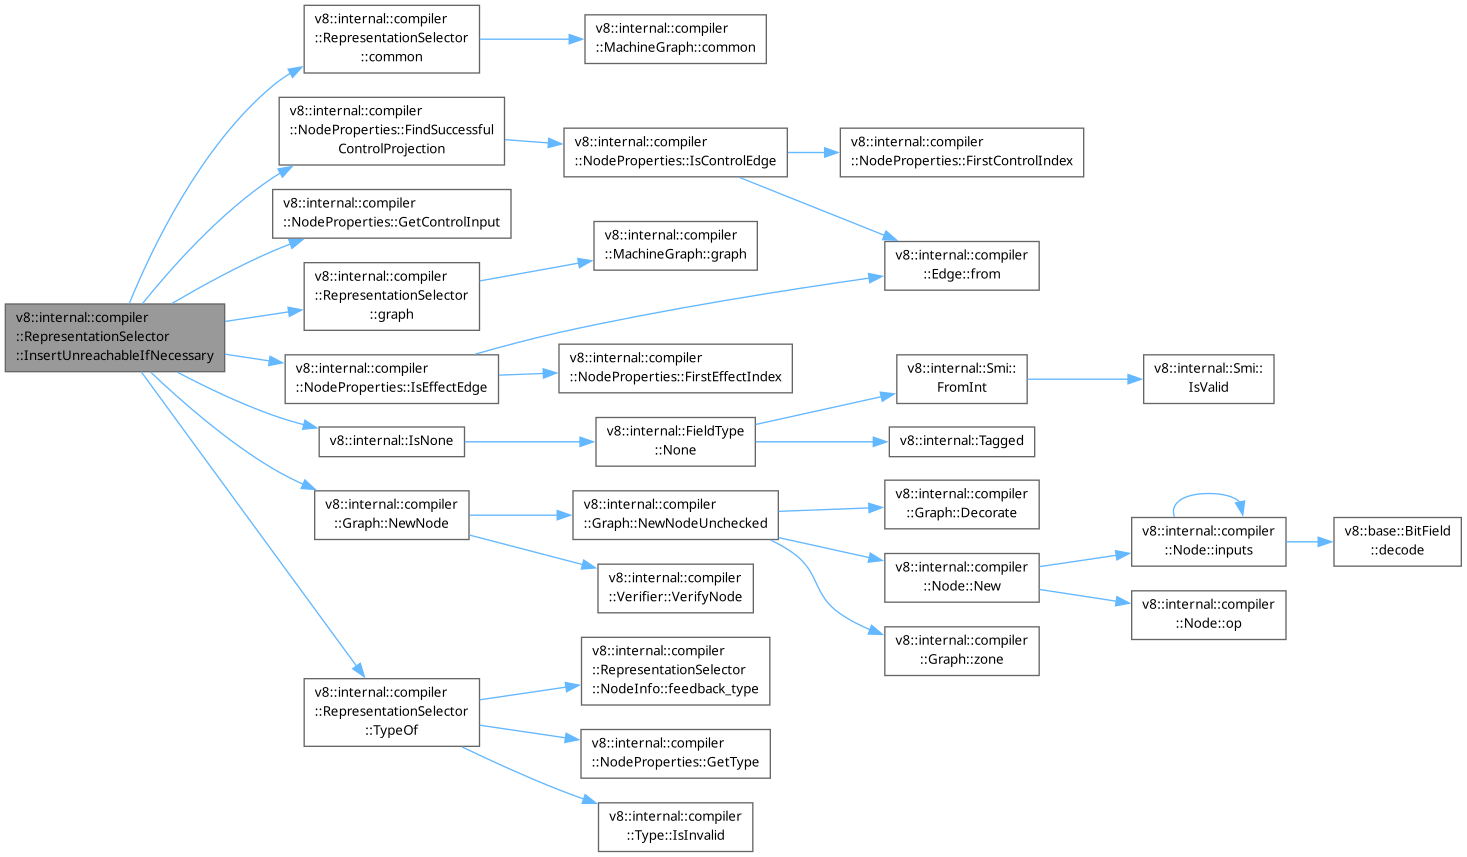 v8::internal::compiler
::RepresentationSelector
::InsertUnreachableIfNecessary
v8::internal::compiler
::RepresentationSelector
::common
v8::internal::compiler
::MachineGraph::common
v8::internal::compiler
::NodeProperties::FindSuccessful
ControlProjection
v8::internal::compiler
::NodeProperties::IsControlEdge
v8::internal::compiler
::NodeProperties::FirstControlIndex
v8::internal::compiler
::Edge::from
v8::internal::compiler
::NodeProperties::GetControlInput
v8::internal::compiler
::RepresentationSelector
::graph
v8::internal::compiler
::MachineGraph::graph
v8::internal::compiler
::NodeProperties::IsEffectEdge
v8::internal::compiler
::NodeProperties::FirstEffectIndex
v8::internal::IsNone
v8::internal::FieldType
::None
v8::internal::Smi::
FromInt
v8::internal::Smi::
IsValid
v8::internal::Tagged
v8::internal::compiler
::Graph::NewNode
v8::internal::compiler
::Graph::NewNodeUnchecked
v8::internal::compiler
::Graph::Decorate
v8::internal::compiler
::Node::New
v8::internal::compiler
::Node::inputs
v8::base::BitField
::decode
v8::internal::compiler
::Node::op
v8::internal::compiler
::Graph::zone
v8::internal::compiler
::Verifier::VerifyNode
v8::internal::compiler
::RepresentationSelector
::TypeOf
v8::internal::compiler
::RepresentationSelector
::NodeInfo::feedback_type
v8::internal::compiler
::NodeProperties::GetType
v8::internal::compiler
::Type::IsInvalid